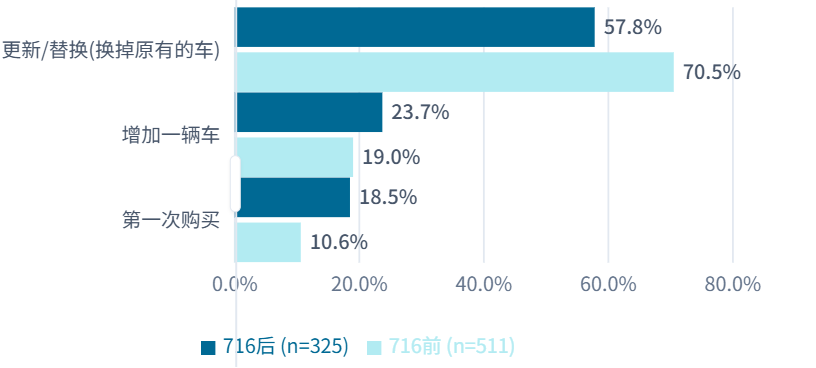 更新/替换(换掉原有的车)
57.8%
70.5%
增加一辆车
23.7%
19.0%
第一次购买
18.5%
10.6%
0.0% 20.0% 40.0% 60.0% 80.0%
716后 (n=325) 716前 (n=511)